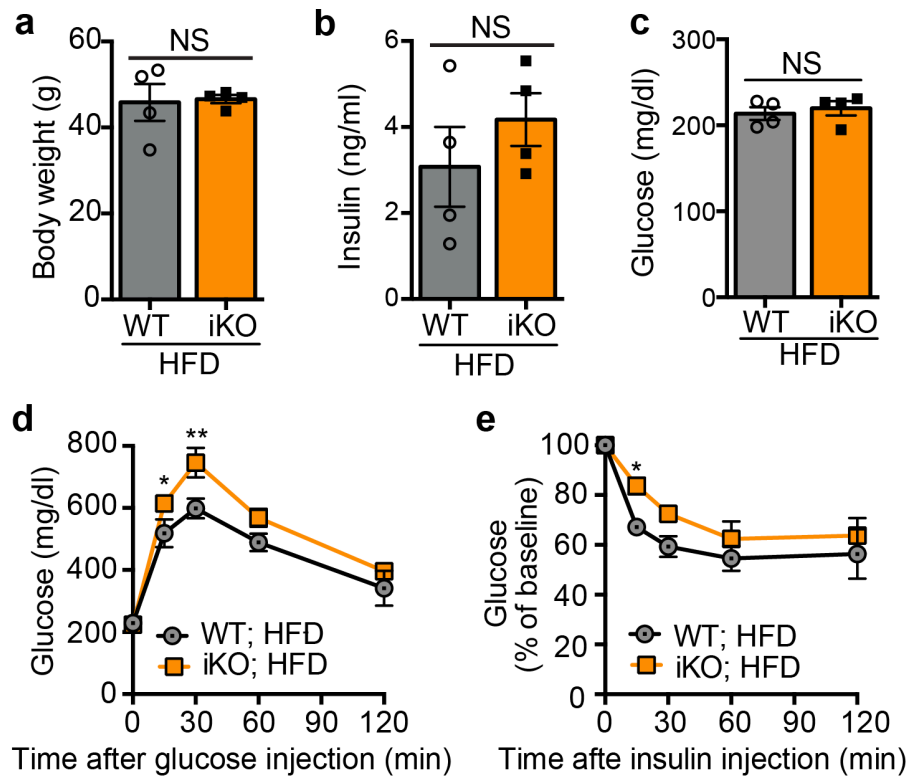 a
NS
Body weight (g)
60
40
20
0
WT iKO
HFD
b
NS
Insulin (ng/ml)
6
4
2
0
WT iKO
HFD
c
NS
Glucose (mg/dl)
300
200
100
0
WT iKO
HFD
d
Glucose (mg/dl)
800
600
400
200
0
* **
WT; HFD
iKO; HFD
0 30 60 90 120
Time after glucose injection (min)
e
Glucose
(% of baseline)
100
80
60
40
20
0
*
WT; HFD
iKO; HFD
0 30 60 90 120
Time afte insulin injection (min)